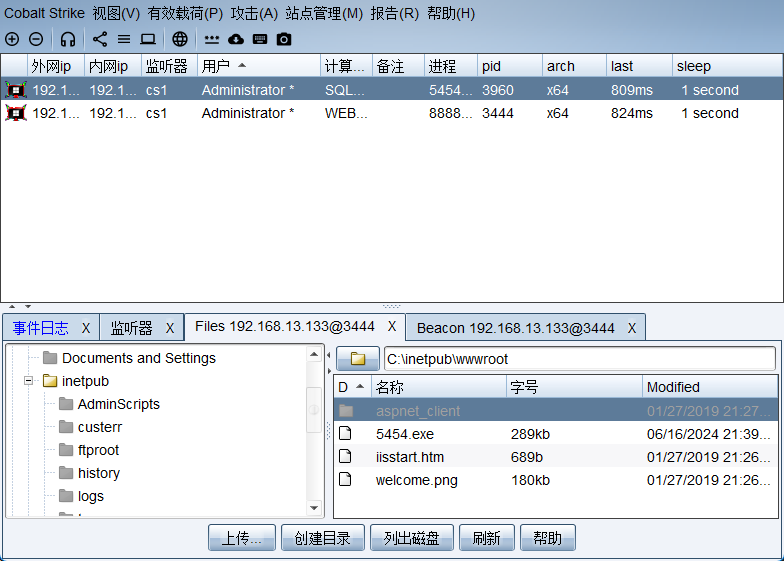 Cobalt Strike 视图(V) 有效载荷(P) 攻击(A) 站点管理(M) 报告(R) 帮助(H)
外网ip 内网ip 监听器 用户 计算... 备注 进程 pid arch last sleep
192.1... 192.1... cs1 Administrator * SQL... 5454... 3960 x64 809ms 1 second
192.1... 192.1... cs1 Administrator * WEB... 8888... 3444 x64 824ms 1 second
事件日志 X 监听器 X Files 192.168.13.133@3444 X Beacon 192.168.13.133@3444 X
Documents and Settings
inetpub
AdminScripts
custerr
ftproot
history
logs
C:\inetpub\wwwroot
D 名称 字号 Modified
aspnet_client 01/27/2019 21:27...
5454.exe 289kb 06/16/2024 21:39...
iisstart.htm 689b 01/27/2019 21:26...
welcome.png 180kb 01/27/2019 21:26...
上传... 创建目录 列出磁盘 刷新 帮助